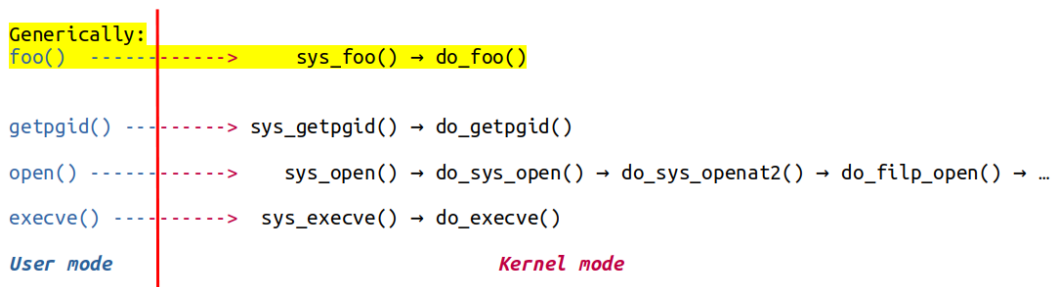 Generically:
foo() ------------> sys_foo() → do_foo()
getpgid() ---------> sys_getpgid() → do_getpgid()
open() ------------> sys_open() → do_sys_open() → do_sys_openat2() → do_filp_open() → …
execve() ----------> sys_execve() → do_execve()
User mode Kernel mode